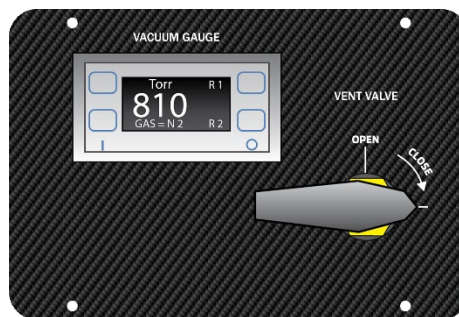 VACUUM GAUGE
Torr R 1
810
GAS = N 2 R 2
I O
VENT VALVE
OPEN
CLOSE